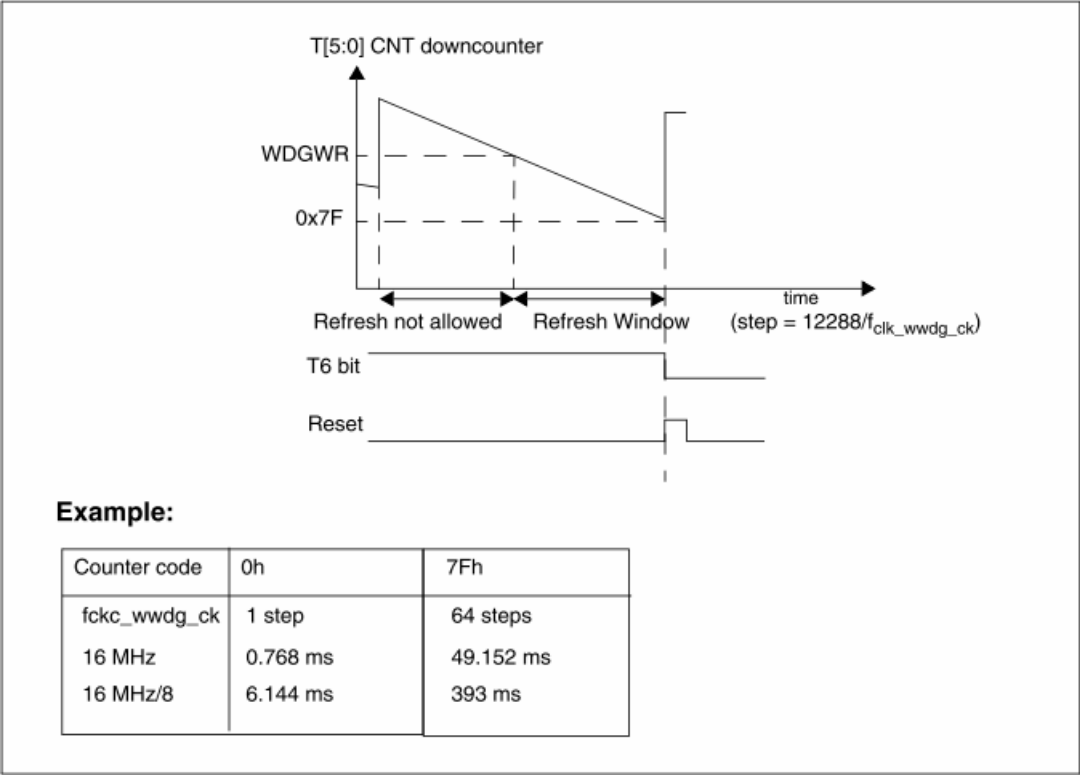 T[5:0] CNT downcounter
WDGWR
0x7F
time
Refresh not allowed Refresh Window (step = 12288/fclk_wwdg_ck)
T6 bit
Reset
Example:
Counter code 0h 7Fh
fckc_wwdg_ck 1 step 64 steps
16 MHz 0.768 ms 49.152 ms
16 MHz/8 6.144 ms 393 ms